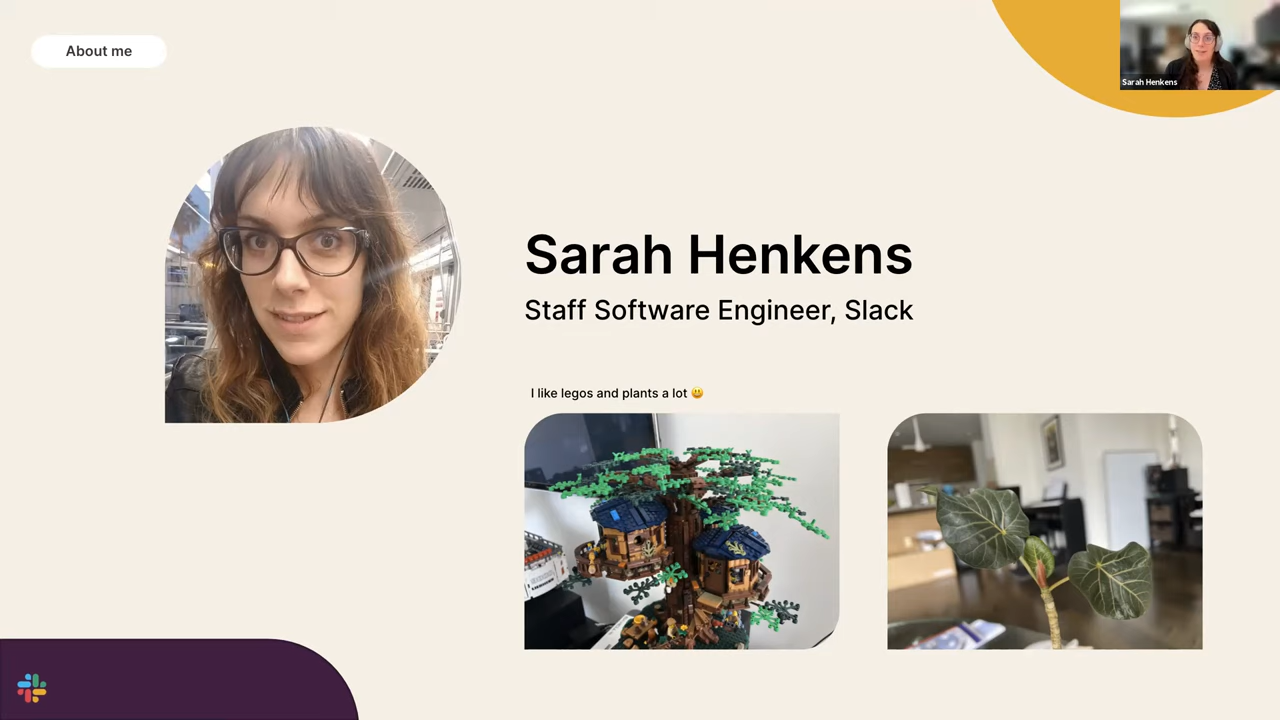 About me
Sarah Henkens
Sarah Henkens
Staff Software Engineer, Slack
I like legos and plants a lot 😃